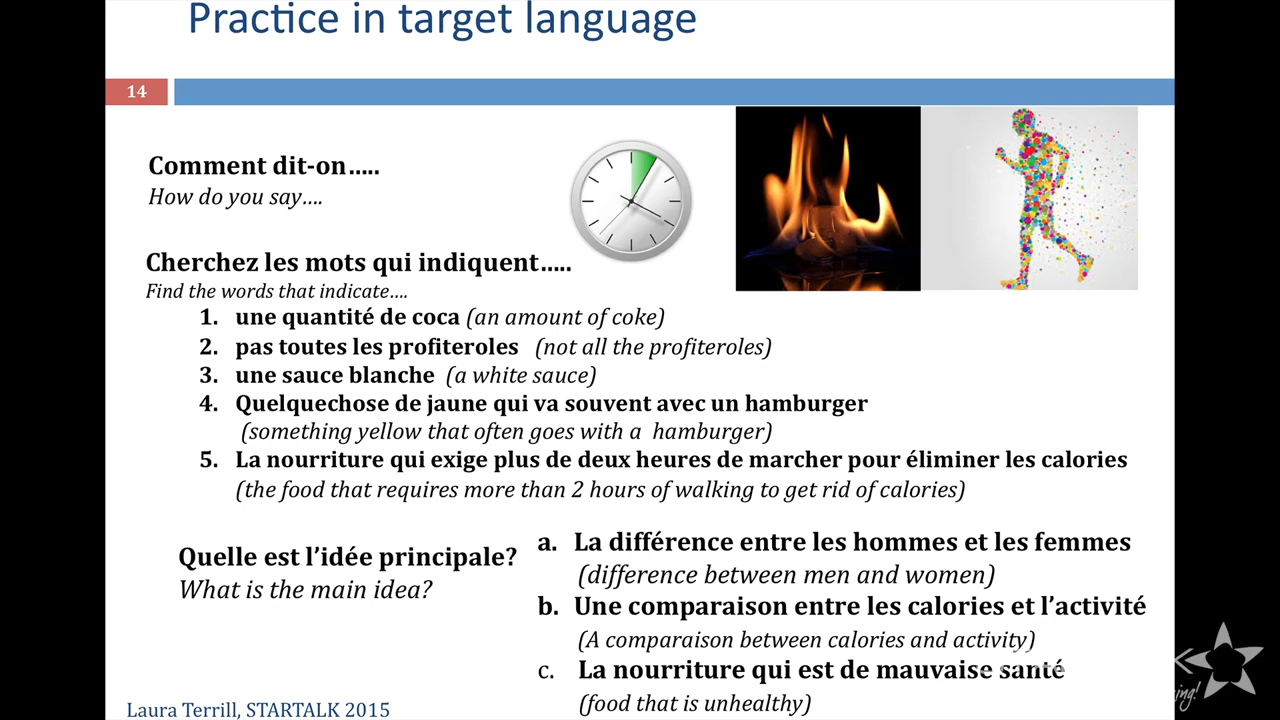 Practice in target language
14
Comment dit-on.....
How do you say....
Cherchez les mots qui indiquent.....
Find the words that indicate....
1. une quantité de coca (an amount of coke)
2. pas toutes les profiteroles (not all the profiteroles)
3. une sauce blanche (a white sauce)
4. Quelquechose de jaune qui va souvent avec un hamburger
(something yellow that often goes with a hamburger)
5. La nourriture qui exige plus de deux heures de marcher pour éliminer les calories
(the food that requires more than 2 hours of walking to get rid of calories)
Quelle est l'idée principale?
What is the main idea?
a. La différence entre les hommes et les femmes
(difference between men and women)
b. Une comparaison entre les calories et l'activité
(A comparaison between calories and activity)
c. La nourriture qui est de mauvaise santé
(food that is unhealthy)
Laura Terrill, STARTALK 2015